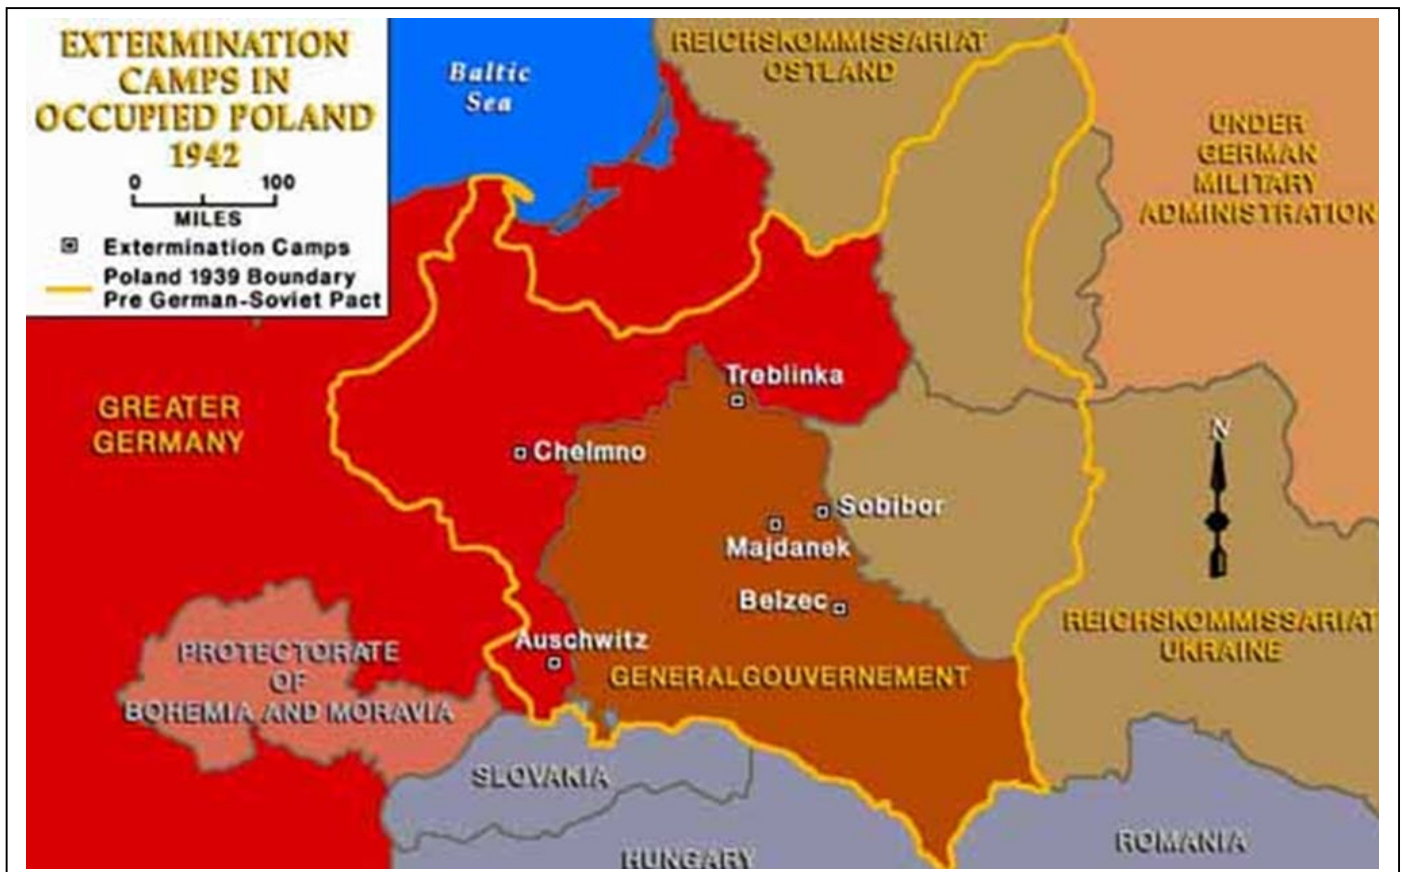 EXTERMINATION
CAMPS IN
OCCUPIED POLAND
1942
0 100
MILES
Extermination Camps
Poland 1939 Boundary
Pre German-Soviet Pact
Baltic
Sea
REICHSKOMMISSARIAT
OSTLAND
UNDER
GERMAN
MILITARY
ADMINISTRATION
GREATER
GERMANY
Treblinka
Chelmno
N
Sobibor
Majdanek
Belzec
Auschwitz
GENERALGOUVERNEMENT
REICHSKOMMISSARIAT
UKRAINE
PROTECTORATE
OF
BOHEMIA AND MORAVIA
SLOVAKIA
HUNGARY
ROMANIA